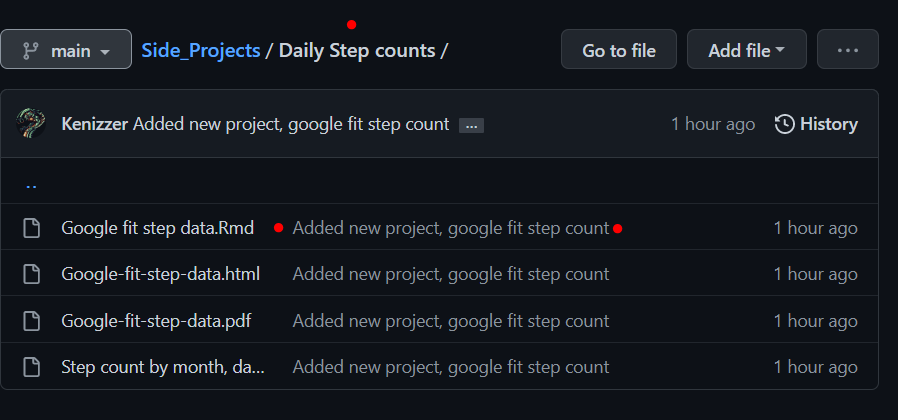 main Side_Projects / Daily Step counts / Go to file Add file ...
Kenizzer Added new project, google fit step count ... 1 hour ago History
..
Google fit step data.Rmd Added new project, google fit step count 1 hour ago
Google-fit-step-data.html Added new project, google fit step count 1 hour ago
Google-fit-step-data.pdf Added new project, google fit step count 1 hour ago
Step count by month, da... Added new project, google fit step count 1 hour ago